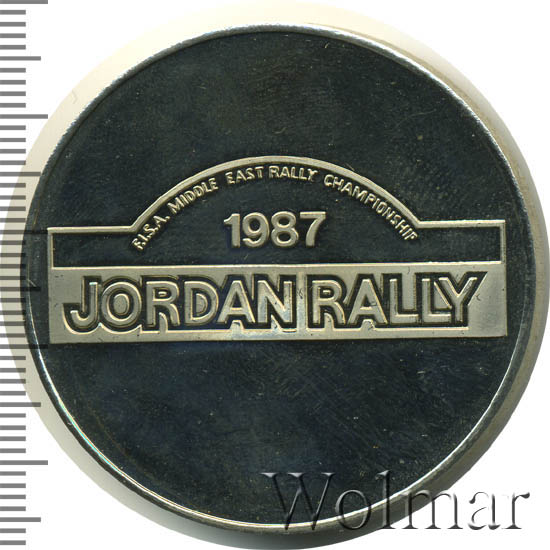 F.I.S.A. MIDDLE EAST RALLY CHAMPIONSHIP
1987
JORDAN RALLY
Wolmar